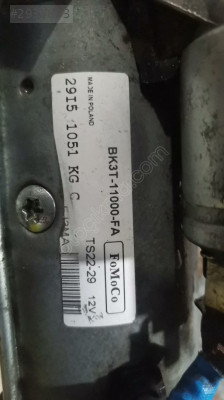 BK3T-11000-FA
FoMoCo
TS22-29 12V
MADE IN POLAND
2915 1051 KG C